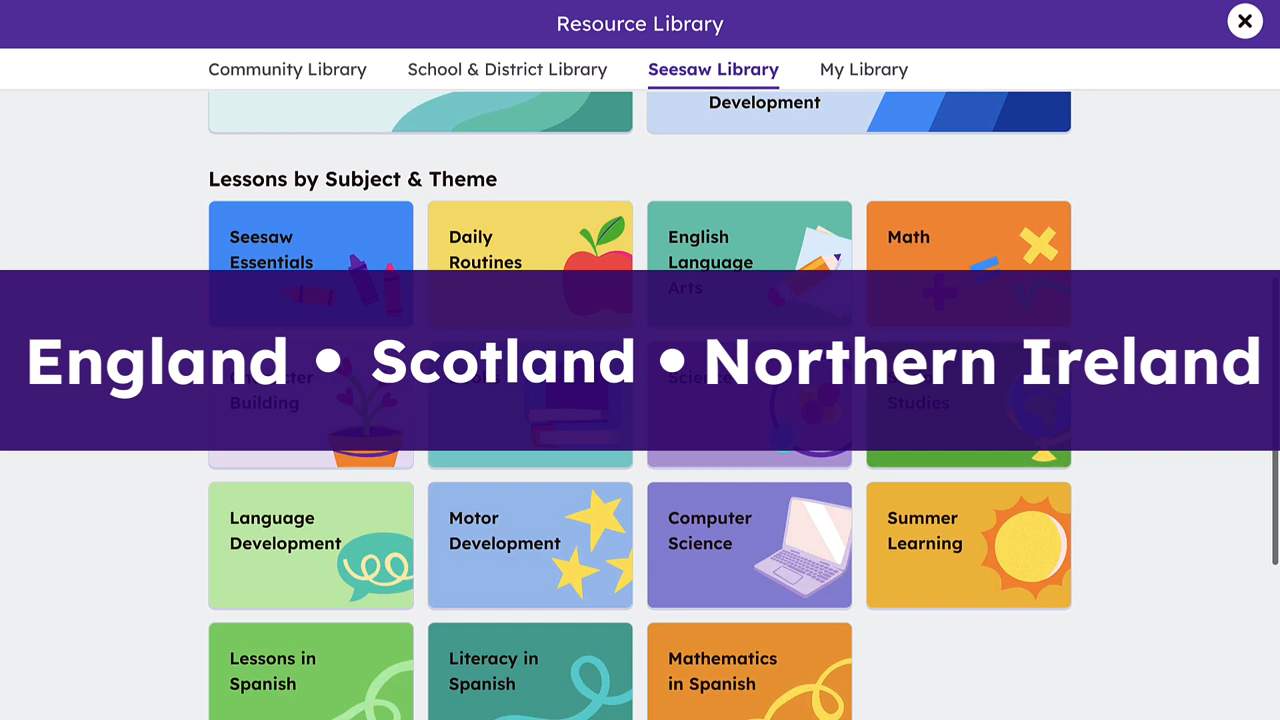 Resource Library
Community Library
School & District Library
Seesaw Library
My Library
Development
Lessons by Subject & Theme
Seesaw
Essentials
Daily
Routines
English
Language
Arts
Math
England • Scotland • Northern Ireland
Building
Studies
Language
Development
Motor
Development
Computer
Science
Summer
Learning
Lessons in
Spanish
Literacy in
Spanish
Mathematics
in Spanish